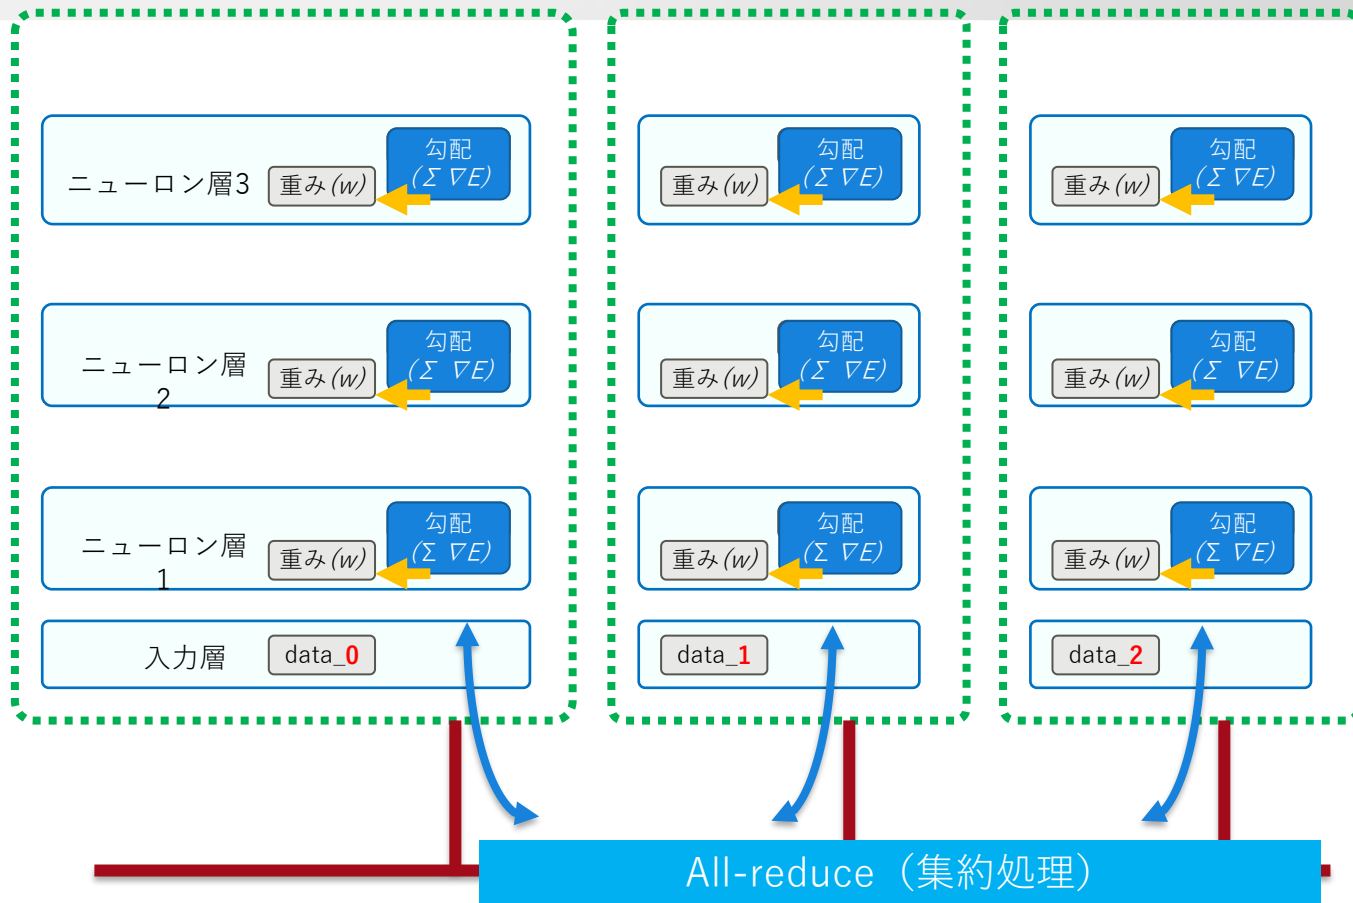 ニューロン層3
重み(w)
勾配
(Σ ∇E)
重み(w)
勾配
(Σ ∇E)
重み(w)
勾配
(Σ ∇E)
ニューロン層
2
重み(w)
勾配
(Σ ∇E)
重み(w)
勾配
(Σ ∇E)
重み(w)
勾配
(Σ ∇E)
ニューロン層
1
重み(w)
勾配
(Σ ∇E)
重み(w)
勾配
(Σ ∇E)
重み(w)
勾配
(Σ ∇E)
入力層
data_0
data_1
data_2
All-reduce（集約処理）